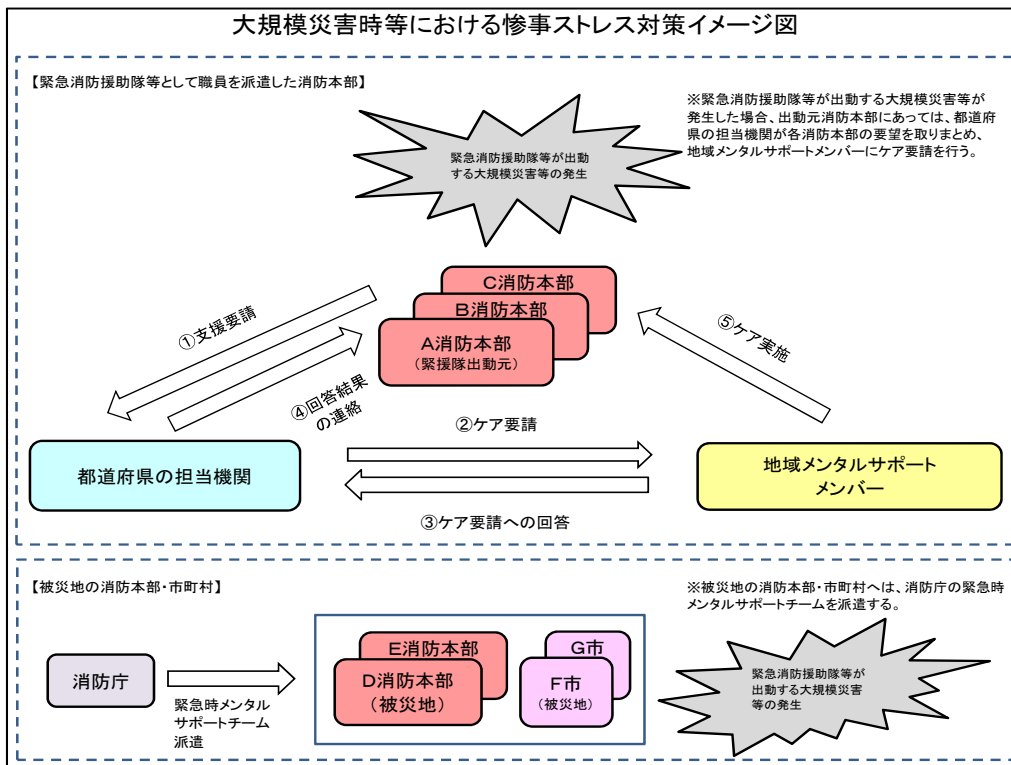 大規模災害時等における惨事ストレス対策イメージ図
【緊急消防援助隊等として職員を派遣した消防本部】
※緊急消防援助隊等が出動する大規模災害等が
発生した場合、出動元消防本部にあっては、都道府
県の担当機関が各消防本部の要望を取りまとめ、
地域メンタルサポートメンバーにケア要請を行う。
緊急消防援助隊等が出動
する大規模災害等の発生
C消防本部
B消防本部
A消防本部
（緊援隊出動元）
①支援要請
④回答結果
の連絡
⑤ケア実施
②ケア要請
都道府県の担当機関
地域メンタルサポート
メンバー
③ケア要請への回答
【被災地の消防本部・市町村】
※被災地の消防本部・市町村へは、消防庁の緊急時
メンタルサポートチームを派遣する。
消防庁
緊急時メンタル
サポートチーム
派遣
E消防本部
D消防本部
（被災地）
G市
F市
（被災地）
緊急消防援助隊等が
出動する大規模災害
等の発生